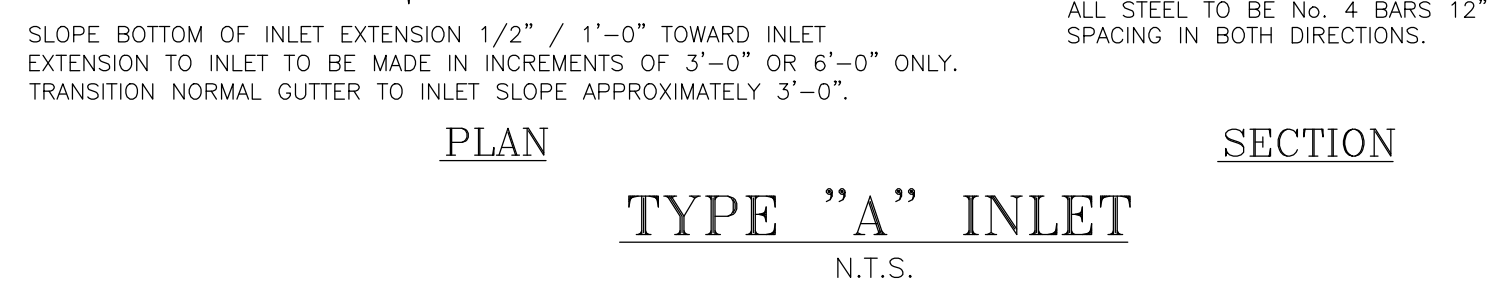 SLOPE BOTTOM OF INLET EXTENSION 1/2" / 1'-0" TOWARD INLET
EXTENSION TO INLET TO BE MADE IN INCREMENTS OF 3'-0" OR 6'-0" ONLY.
TRANSITION NORMAL GUTTER TO INLET SLOPE APPROXIMATELY 3'-0".
ALL STEEL TO BE No. 4 BARS 12"
SPACING IN BOTH DIRECTIONS.
PLAN
SECTION
TYPE "A" INLET
N.T.S.